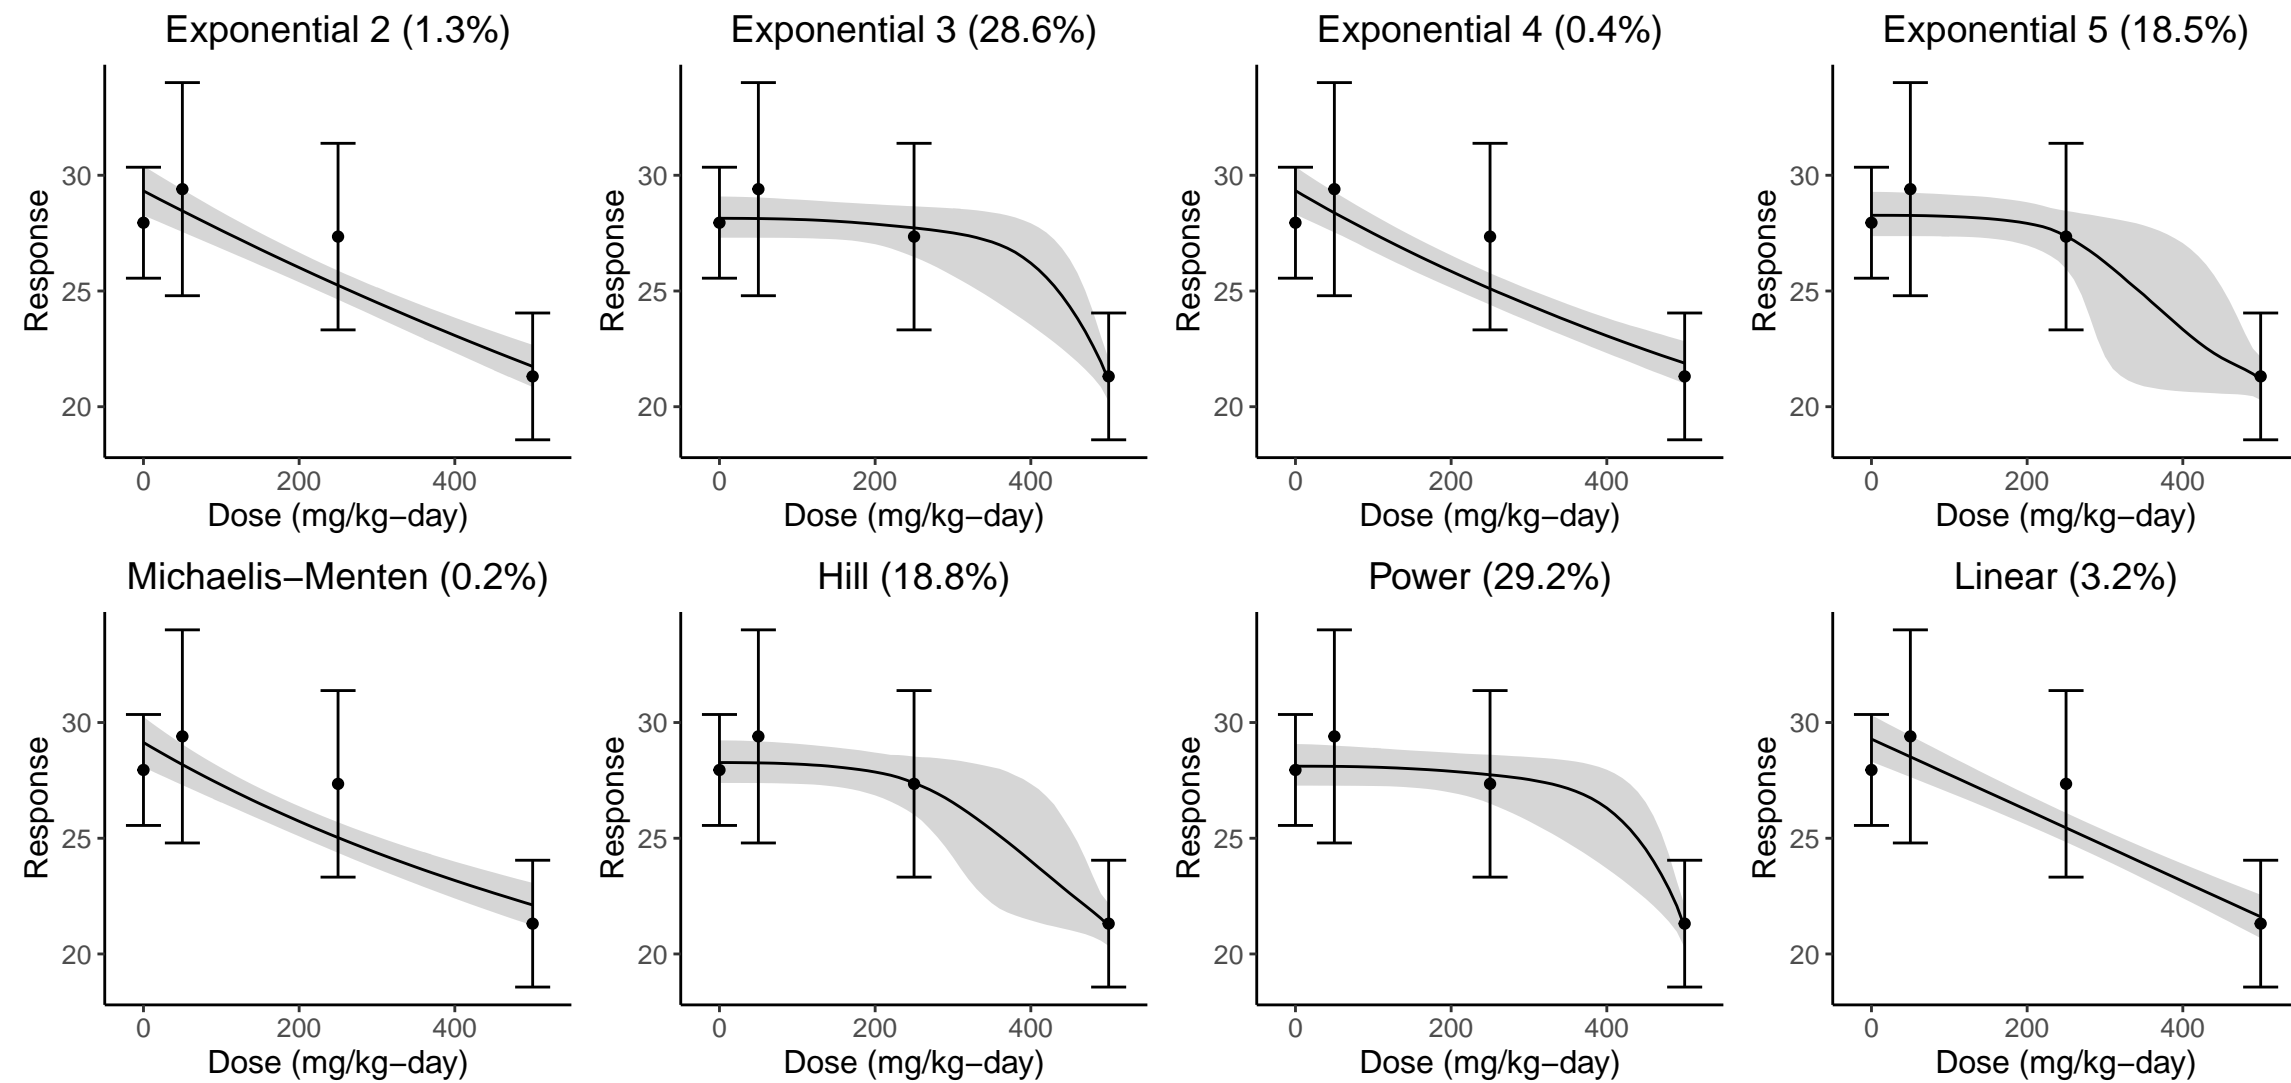 Exponential 2 (1.3%)
Response
30
25
20
0 200 400
Dose (mg/kg−day)
Exponential 3 (28.6%)
Response
30
25
20
0 200 400
Dose (mg/kg−day)
Exponential 4 (0.4%)
Response
30
25
20
0 200 400
Dose (mg/kg−day)
Exponential 5 (18.5%)
Response
30
25
20
0 200 400
Dose (mg/kg−day)
Michaelis−Menten (0.2%)
Response
30
25
20
0 200 400
Dose (mg/kg−day)
Hill (18.8%)
Response
30
25
20
0 200 400
Dose (mg/kg−day)
Power (29.2%)
Response
30
25
20
0 200 400
Dose (mg/kg−day)
Linear (3.2%)
Response
30
25
20
0 200 400
Dose (mg/kg−day)